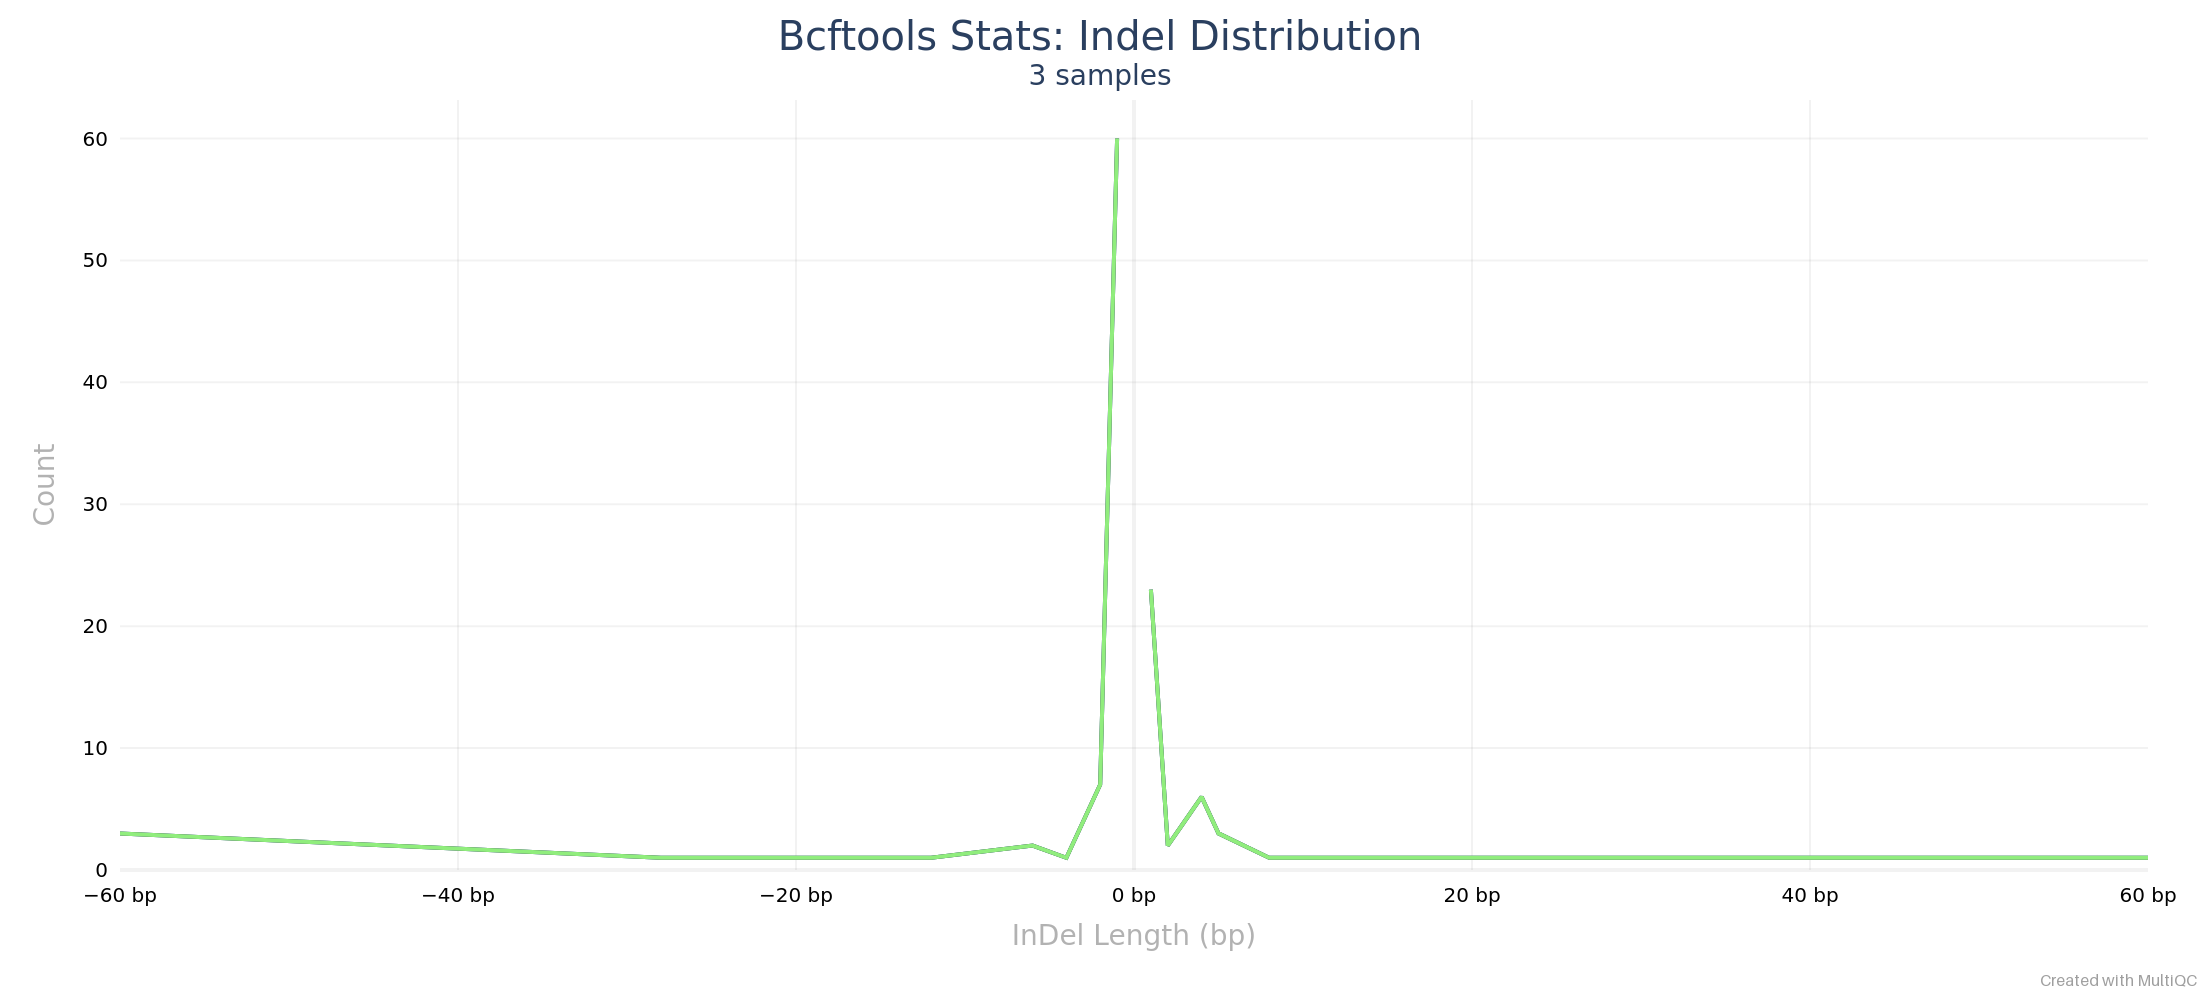 Bcftools Stats: Indel Distribution
3 samples
60
50
40
30
20
10
0
Count
−60 bp
−40 bp
−20 bp
0 bp
20 bp
40 bp
60 bp
InDel Length (bp)
Created with MultiQC